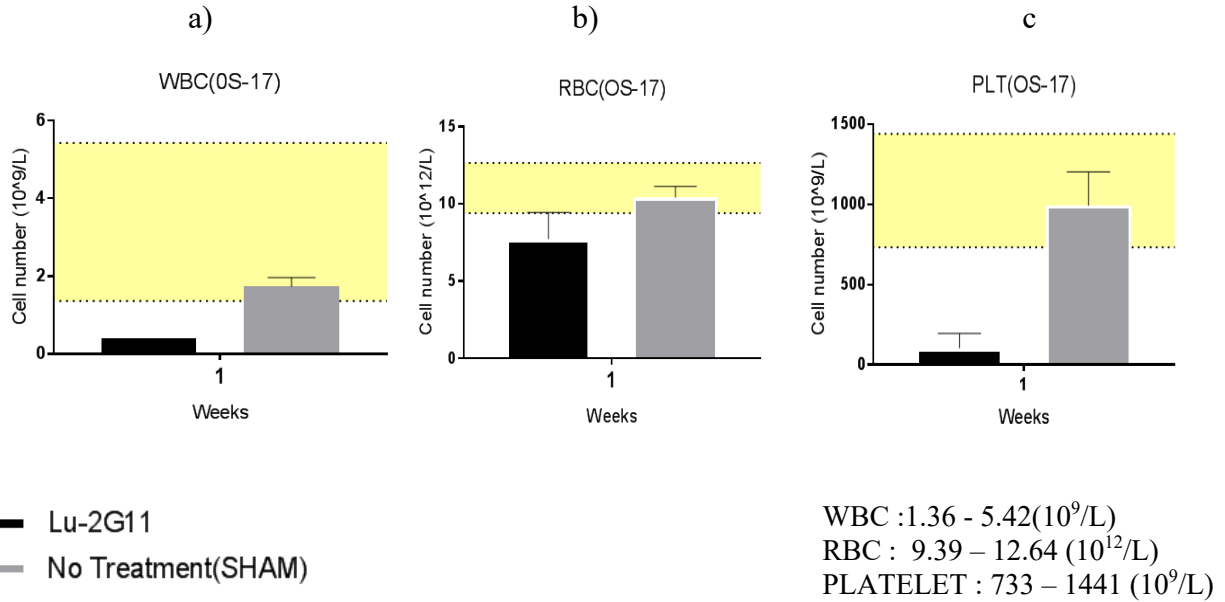 a)
b)
c
WBC(0S-17)
6
4
2
0
Cell number (10^9/L)
1
Weeks
RBC(OS-17)
15
10
5
0
Cell number (10^12/L)
1
Weeks
PLT(OS-17)
1500
1000
500
0
Cell number (10^9/L)
1
Weeks
Lu-2G11
No Treatment(SHAM)
WBC :1.36 - 5.42(10⁹/L)
RBC : 9.39 – 12.64 (10¹²/L)
PLATELET : 733 – 1441 (10⁹/L)